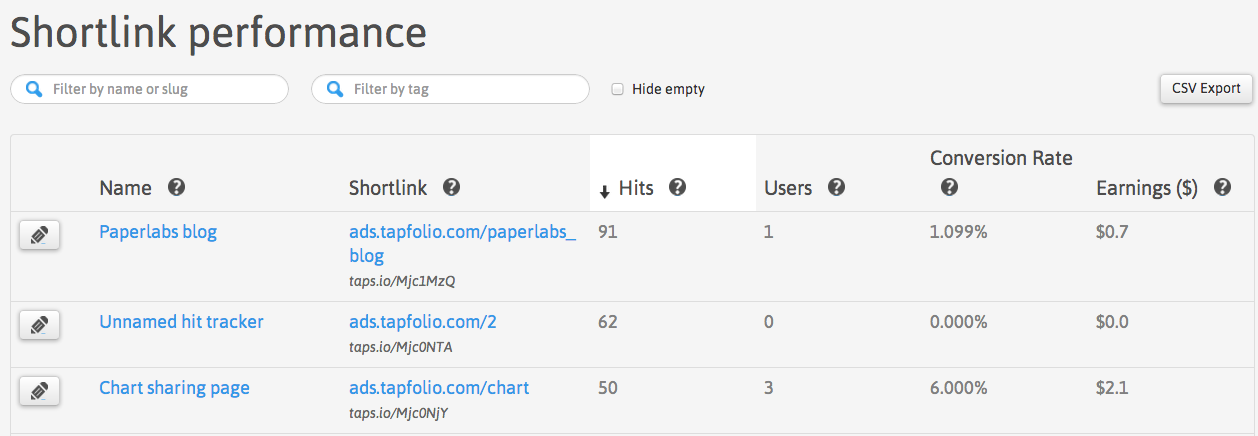 Shortlink performance
Filter by name or slug Filter by tag Hide empty CSV Export
Name ? Shortlink ? Hits ? Users ? Conversion Rate ? Earnings ($) ?
Paperlabs blog ads.tapfolio.com/paperlabs_ 91 1 1.099% $0.7
blog
taps.io/Mjc1MzQ
Unnamed hit tracker ads.tapfolio.com/2 62 0 0.000% $0.0
taps.io/Mjc0NTA
Chart sharing page ads.tapfolio.com/chart 50 3 6.000% $2.1
taps.io/Mjc0NjY